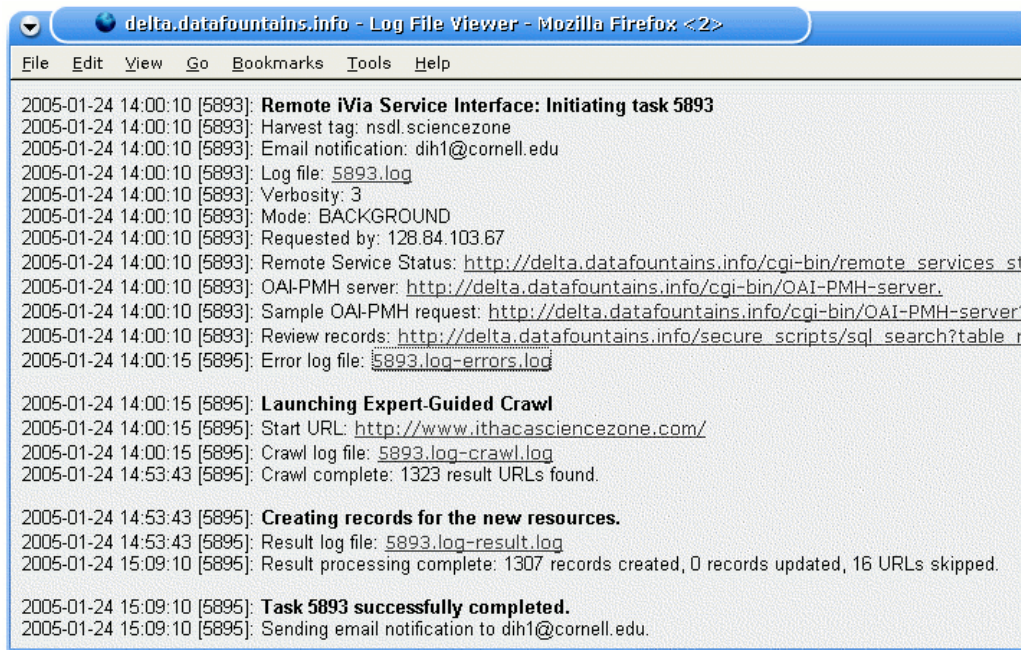 delta.datafountains.info - Log File Viewer - Mozilla Firefox <2>
File Edit View Go Bookmarks Tools Help
2005-01-24 14:00:10 [5893]: Remote iVia Service Interface: Initiating task 5893
2005-01-24 14:00:10 [5893]: Harvest tag: nsdl.sciencezone
2005-01-24 14:00:10 [5893]: Email notification: dih1@cornell.edu
2005-01-24 14:00:10 [5893]: Log file: 5893.log
2005-01-24 14:00:10 [5893]: Verbosity: 3
2005-01-24 14:00:10 [5893]: Mode: BACKGROUND
2005-01-24 14:00:10 [5893]: Requested by: 128.84.103.67
2005-01-24 14:00:10 [5893]: Remote Service Status: http://delta.datafountains.info/cgi-bin/remote_services_st
2005-01-24 14:00:10 [5893]: OAI-PMH server: http://delta.datafountains.info/cgi-bin/OAI-PMH-server.
2005-01-24 14:00:10 [5893]: Sample OAI-PMH request: http://delta.datafountains.info/cgi-bin/OAI-PMH-server?
2005-01-24 14:00:10 [5893]: Review records: http://delta.datafountains.info/secure_scripts/sql_search?table_r
2005-01-24 14:00:15 [5895]: Error log file: 5893.log-errors.log
2005-01-24 14:00:15 [5895]: Launching Expert-Guided Crawl
2005-01-24 14:00:15 [5895]: Start URL: http://www.ithacasciencezone.com/
2005-01-24 14:00:15 [5895]: Crawl log file: 5893.log-crawl.log
2005-01-24 14:53:43 [5895]: Crawl complete: 1323 result URLs found.
2005-01-24 14:53:43 [5895]: Creating records for the new resources.
2005-01-24 14:53:43 [5895]: Result log file: 5893.log-result.log
2005-01-24 15:09:10 [5895]: Result processing complete: 1307 records created, 0 records updated, 16 URLs skipped.
2005-01-24 15:09:10 [5895]: Task 5893 successfully completed.
2005-01-24 15:09:10 [5895]: Sending email notification to dih1@cornell.edu.